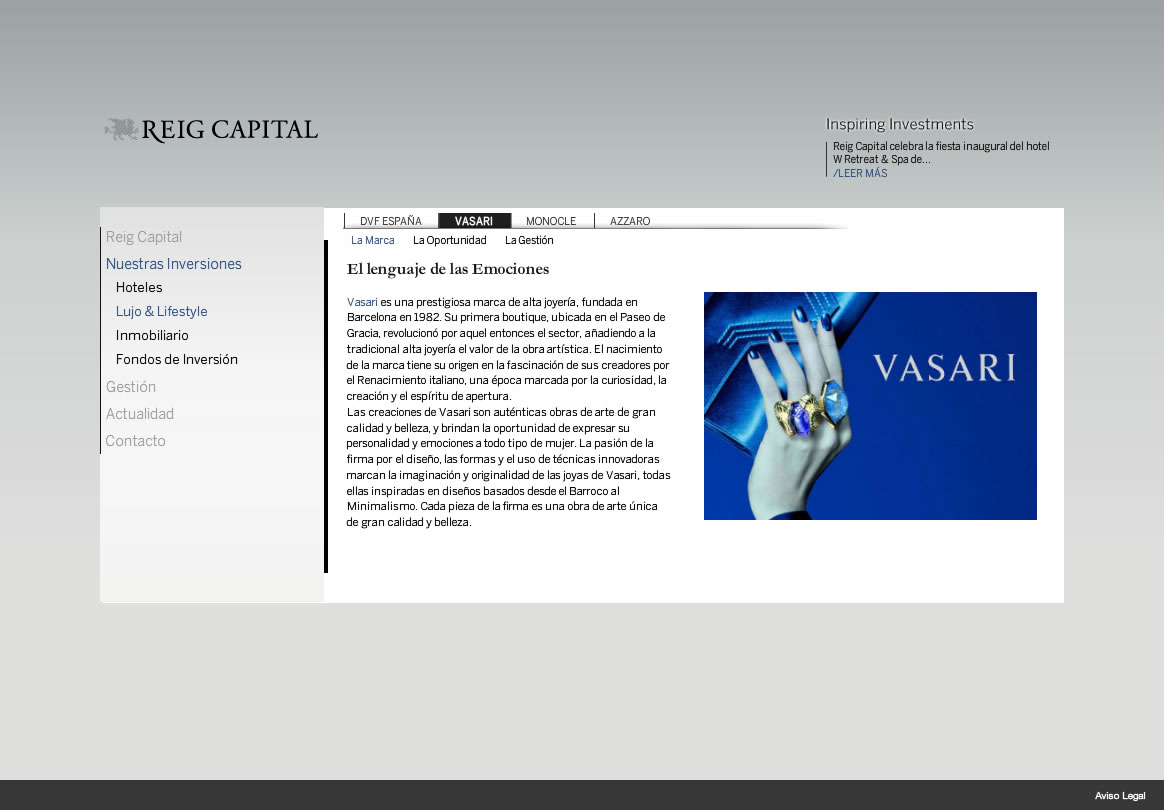 REIG CAPITAL
Inspiring Investments
Reig Capital celebra la fiesta inaugural del hotel
W Retreat & Spa de...
/LEER MÁS
Reig Capital
Nuestras Inversiones
Hoteles
Lujo & Lifestyle
Inmobiliario
Fondos de Inversión
Gestión
Actualidad
Contacto
DVF ESPAÑA VASARI MONOCLE AZZARO
La Marca La Oportunidad La Gestión
El lenguaje de las Emociones
Vasari es una prestigiosa marca de alta joyería, fundada en
Barcelona en 1982. Su primera boutique, ubicada en el Paseo de
Gracia, revolucionó por aquel entonces el sector, añadiendo a la
tradicional alta joyería el valor de la obra artística. El nacimiento
de la marca tiene su origen en la fascinación de sus creadores por
el Renacimiento italiano, una época marcada por la curiosidad, la
creación y el espíritu de apertura.
Las creaciones de Vasari son auténticas obras de arte de gran
calidad y belleza, y brindan la oportunidad de expresar su
personalidad y emociones a todo tipo de mujer. La pasión de la
firma por el diseño, las formas y el uso de técnicas innovadoras
marcan la imaginación y originalidad de las joyas de Vasari, todas
ellas inspiradas en diseños basados desde el Barroco al
Minimalismo. Cada pieza de la firma es una obra de arte única
de gran calidad y belleza.
VASARI
Aviso Legal